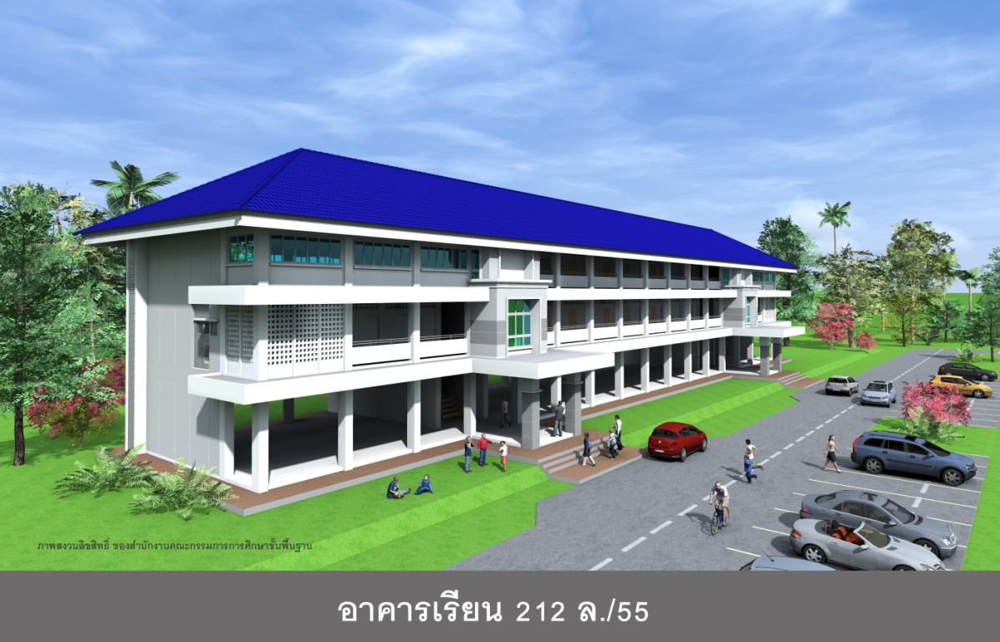 ภาพสงวนลิขสิทธิ์ ของสำนักงานคณะกรรมการการศึกษาขั้นพื้นฐาน
อาคารเรียน 212 ล./55